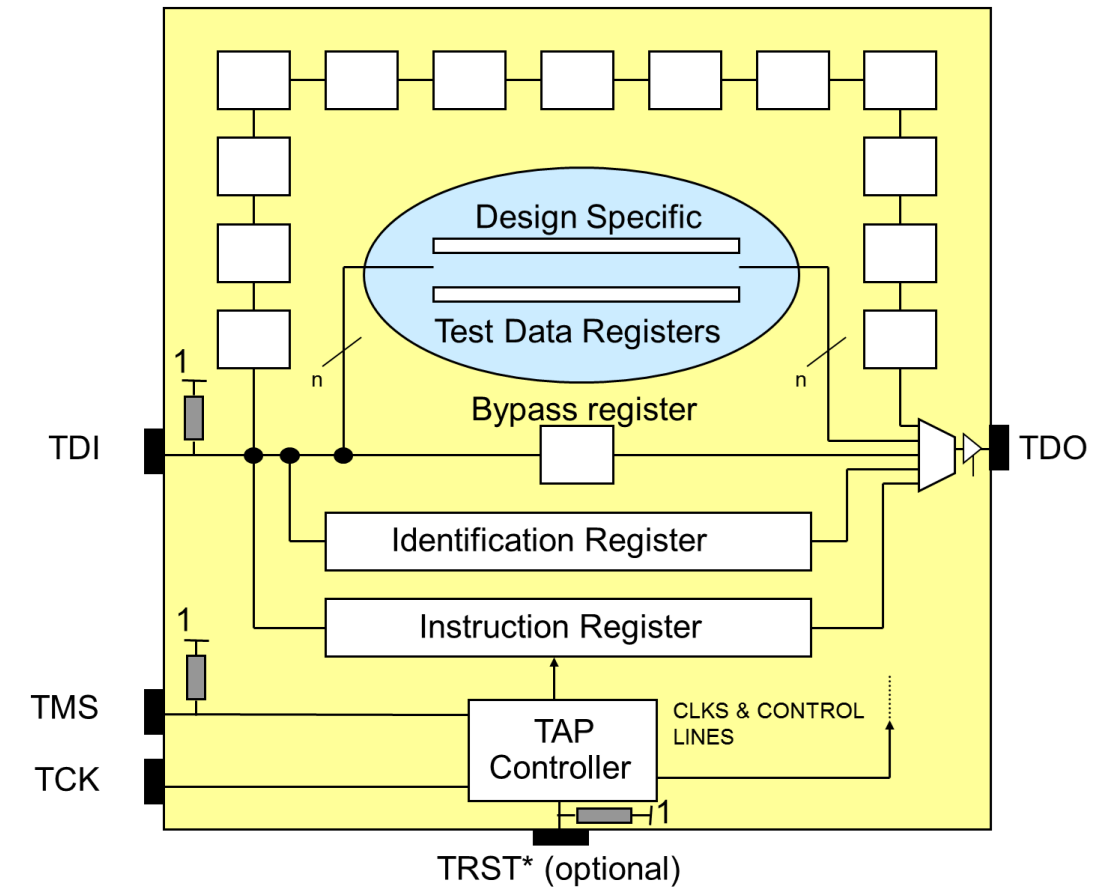 Design Specific
Test Data Registers
1
n
n
Bypass register
TDI
TDO
Identification Register
1
Instruction Register
TMS
TAP
Controller
CLKS & CONTROL
LINES
TCK
1
TRST* (optional)